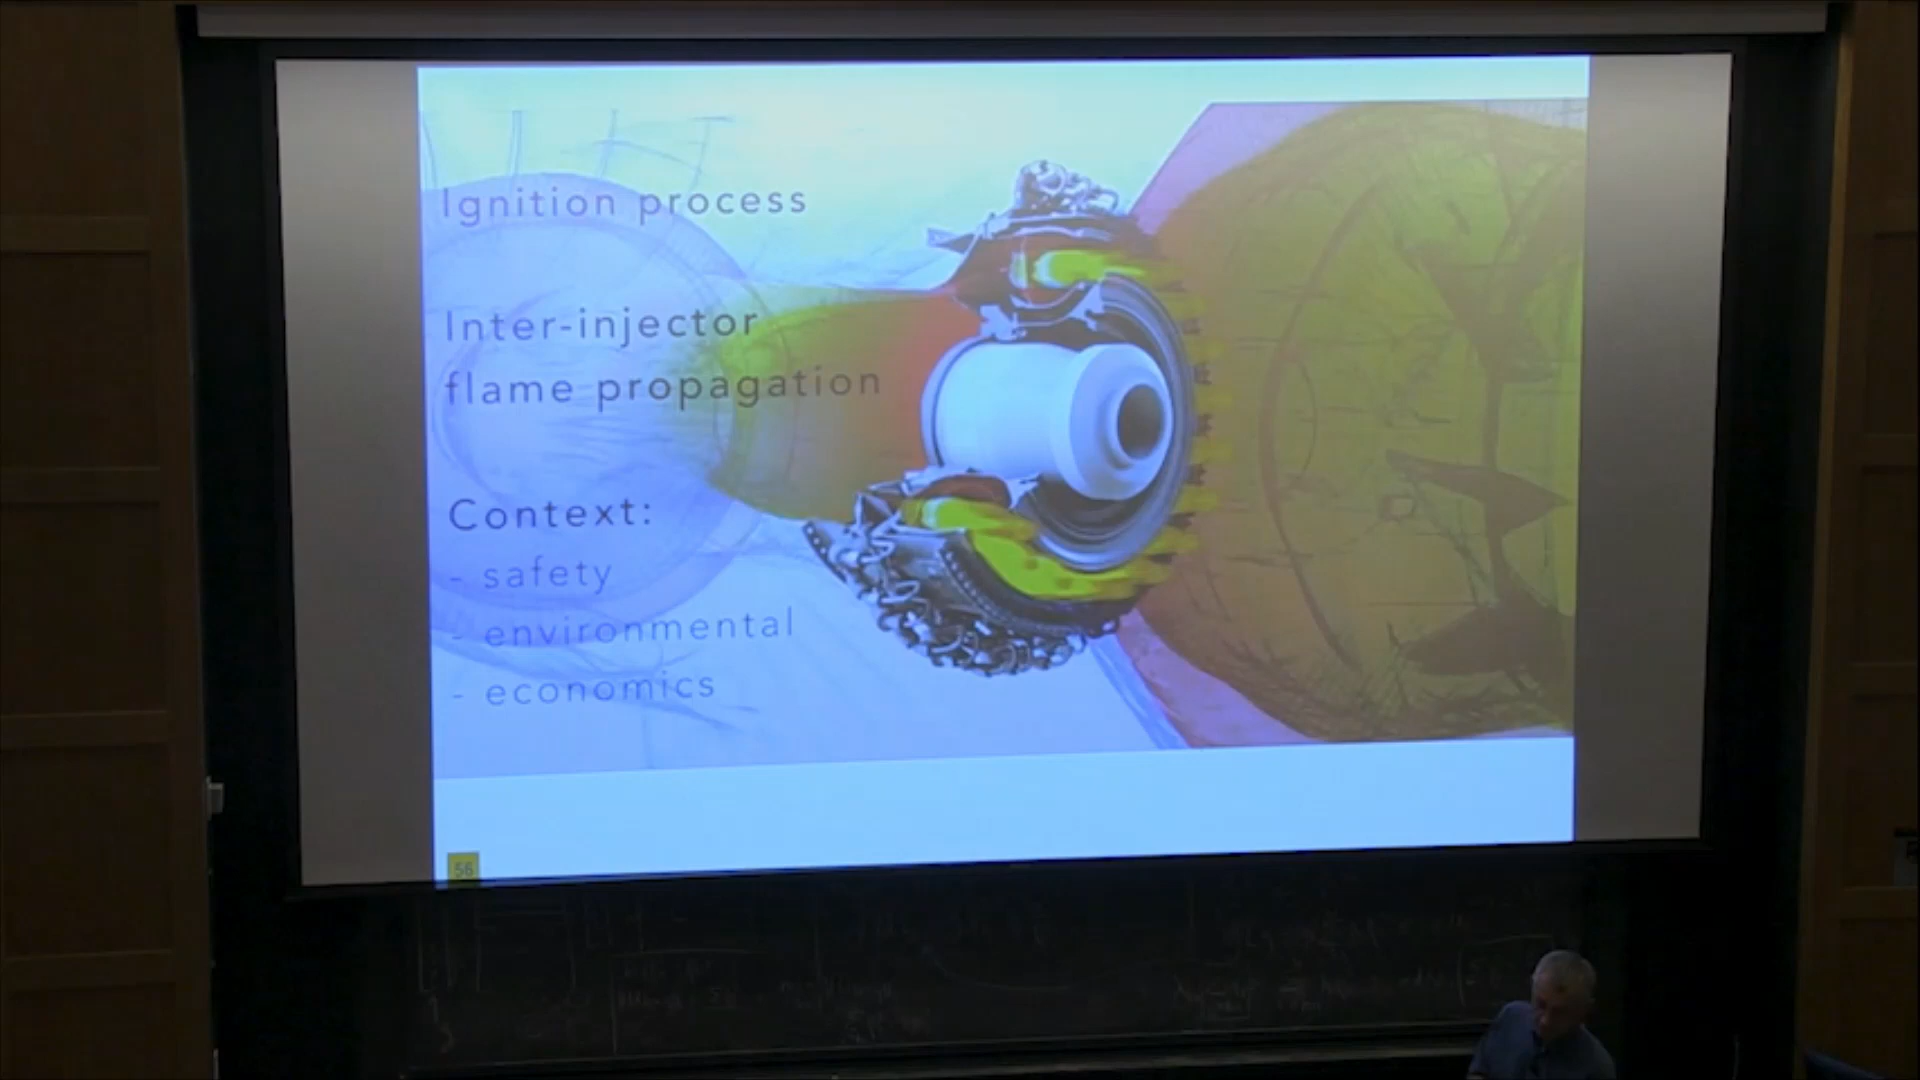 Ignition process
Inter-injector
flame propagation
Context:
- safety
- environmental
- economics
56